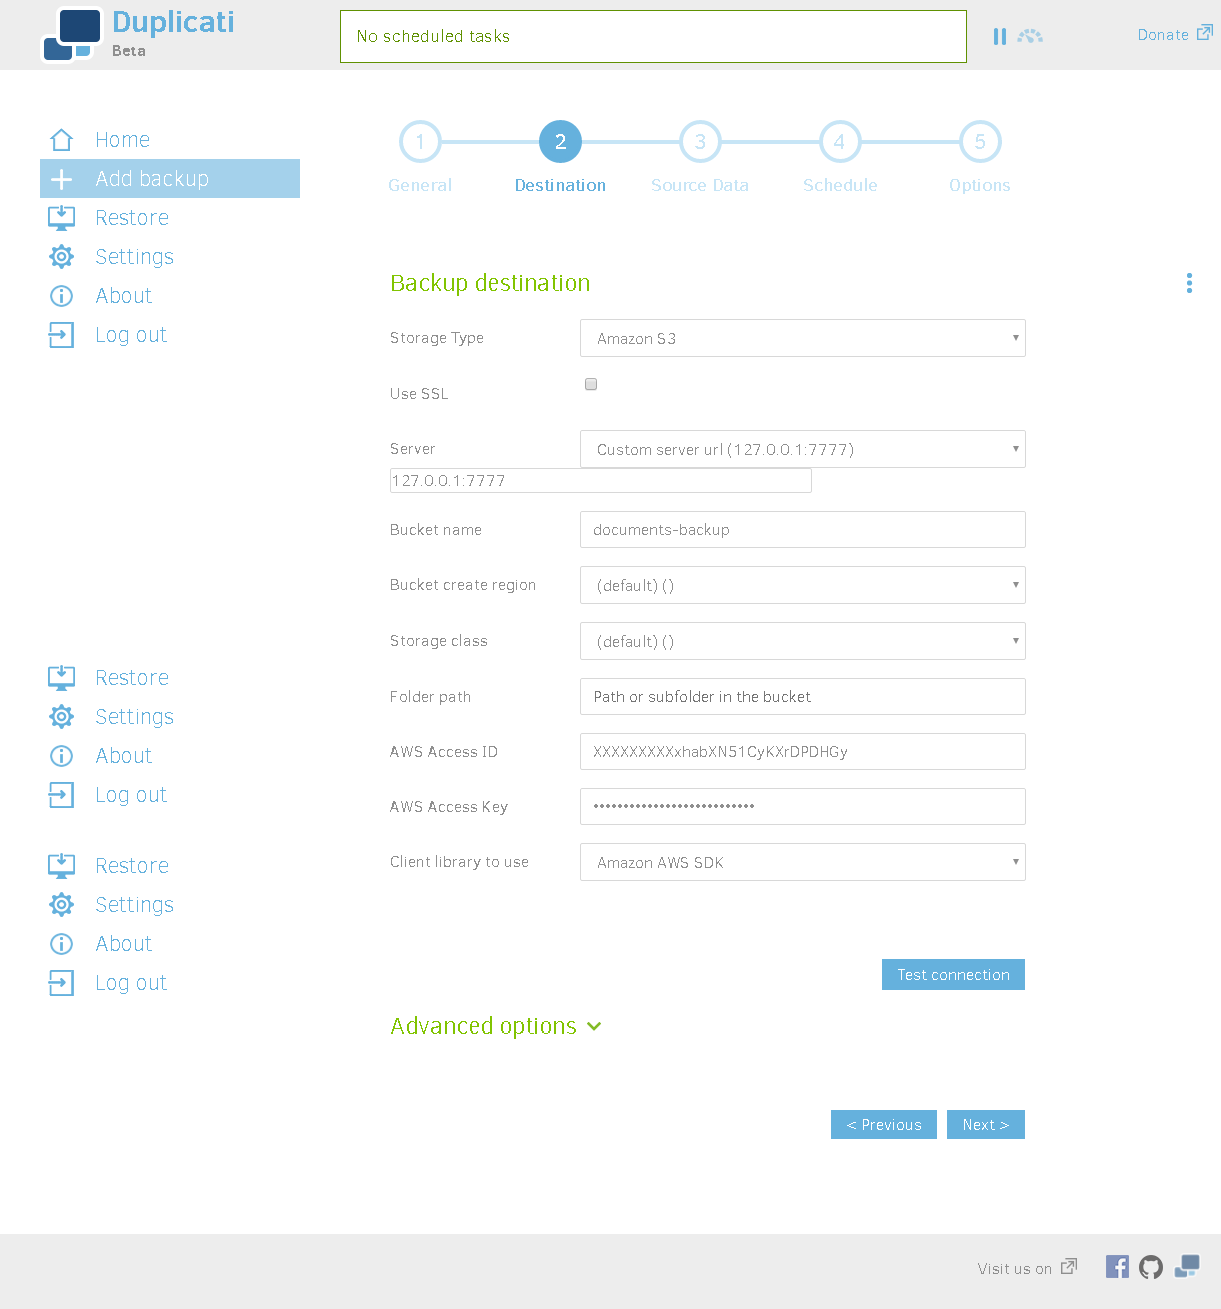 Duplicati
Beta
No scheduled tasks
Donate
Home
Add backup
Restore
Settings
About
Log out
1
2
3
4
5
General
Destination
Source Data
Schedule
Options
Backup destination
Storage Type
Amazon S3
Use SSL
Server
Custom server url (127.0.0.1:7777)
127.0.0.1:7777
Bucket name
documents-backup
Bucket create region
(default) ()
Storage class
(default) ()
Folder path
Path or subfolder in the bucket
AWS Access ID
XXXXXXXXXxhabXN51CyKXrDPDHGy
AWS Access Key
•••••••••••••••••••••••••••
Client library to use
Amazon AWS SDK
Test connection
Advanced options
< Previous
Next >
Restore
Settings
About
Log out
Restore
Settings
About
Log out
Visit us on